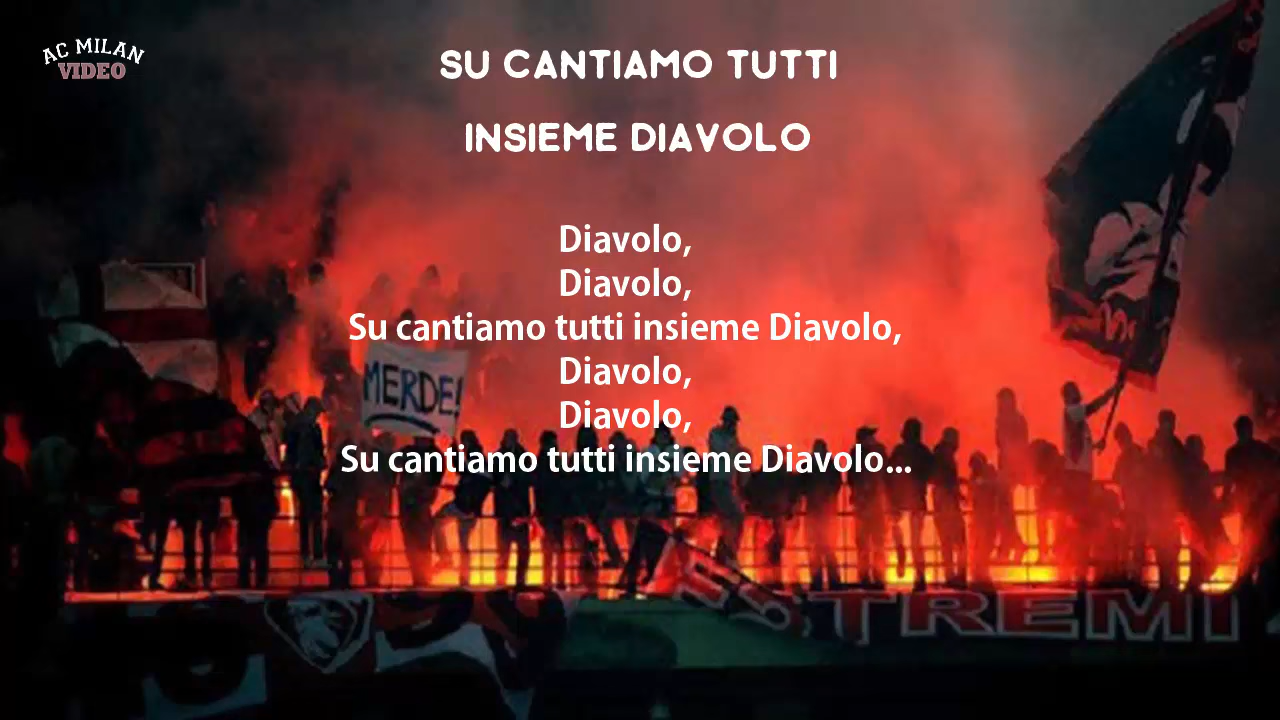 AC MILAN
VIDEO
SU CANTIAMO TUTTI
INSIEME DIAVOLO
Diavolo,
Diavolo,
Su cantiamo tutti insieme Diavolo,
Diavolo,
Diavolo,
Su cantiamo tutti insieme Diavolo...
MERDE!
STREMI